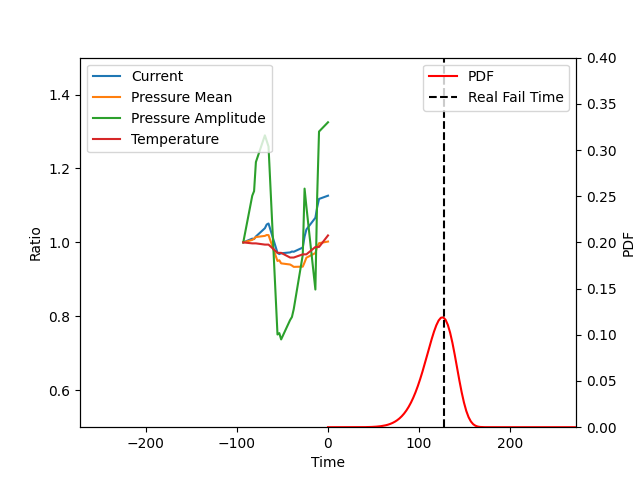 Current
Pressure Mean
Pressure Amplitude
Temperature
PDF
Real Fail Time
1.4
1.2
1.0
0.8
0.6
Ratio
0.40
0.35
0.30
0.25
0.20
0.15
0.10
0.05
0.00
PDF
−200
−100
0
100
200
Time